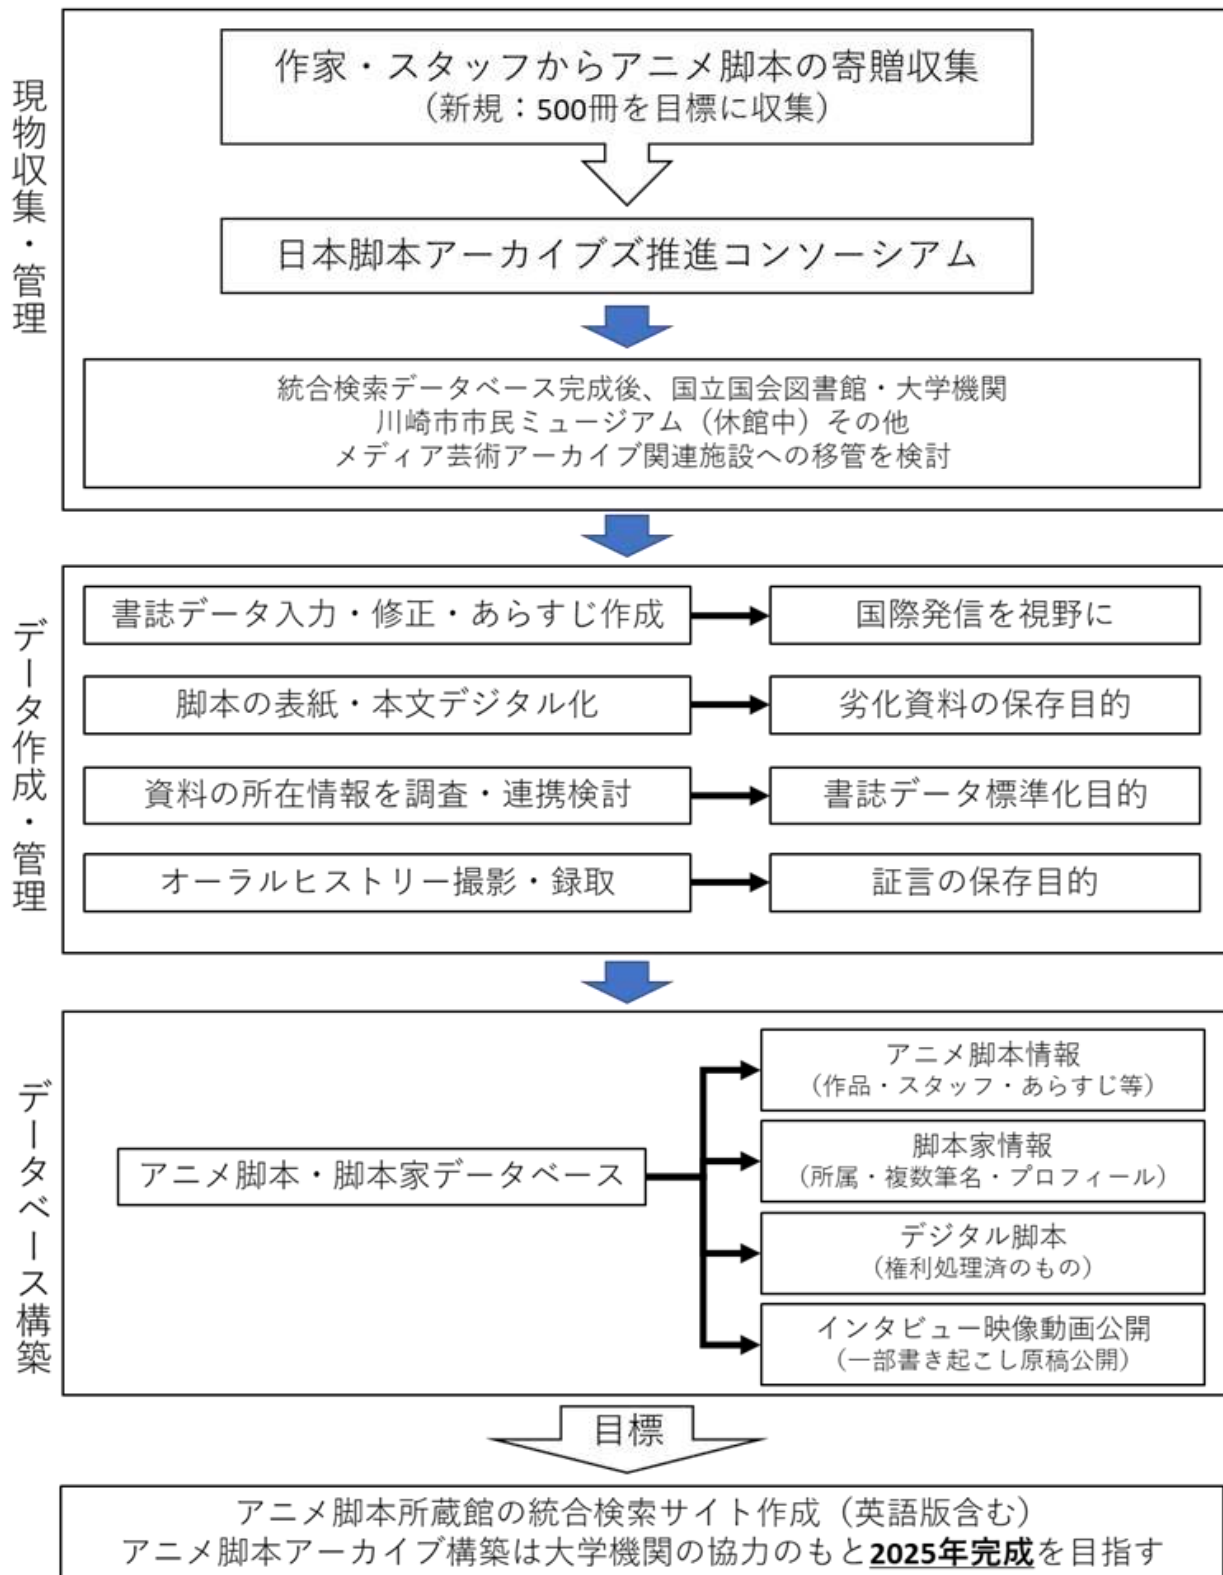 現物収集・管理
作家・スタッフからアニメ脚本の寄贈収集
（新規：500冊を目標に収集）
日本脚本アーカイブズ推進コンソーシアム
統合検索データベース完成後、国立国会図書館・大学機関
川崎市市民ミュージアム（休館中）その他
メディア芸術アーカイブ関連施設への移管を検討
データ作成・管理
書誌データ入力・修正・あらすじ作成
国際発信を視野に
脚本の表紙・本文デジタル化
劣化資料の保存目的
資料の所在情報を調査・連携検討
書誌データ標準化目的
オーラルヒストリー撮影・録取
証言の保存目的
データベース構築
アニメ脚本・脚本家データベース
アニメ脚本情報
（作品・スタッフ・あらすじ等）
脚本家情報
（所属・複数筆名・プロフィール）
デジタル脚本
（権利処理済のもの）
インタビュー映像動画公開
（一部書き起こし原稿公開）
目標
アニメ脚本所蔵館の統合検索サイト作成（英語版含む）
アニメ脚本アーカイブ構築は大学機関の協力のもと2025年完成を目指す